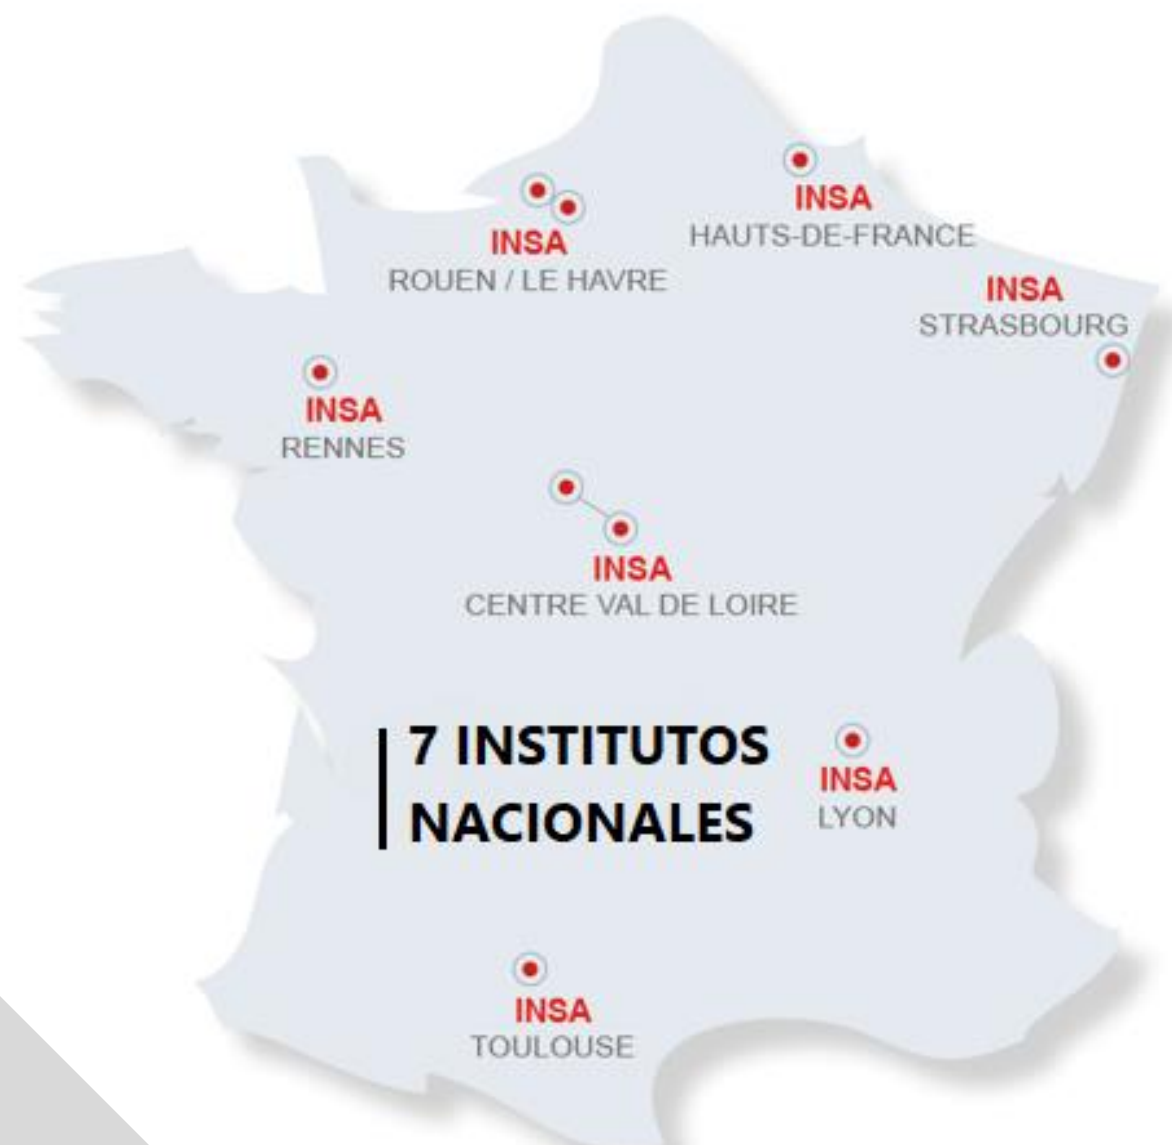 INSA
HAUTS-DE-FRANCE
INSA
ROUEN / LE HAVRE
INSA
STRASBOURG
INSA
RENNES
INSA
CENTRE VAL DE LOIRE
7 INSTITUTOS
NACIONALES
INSA
LYON
INSA
TOULOUSE